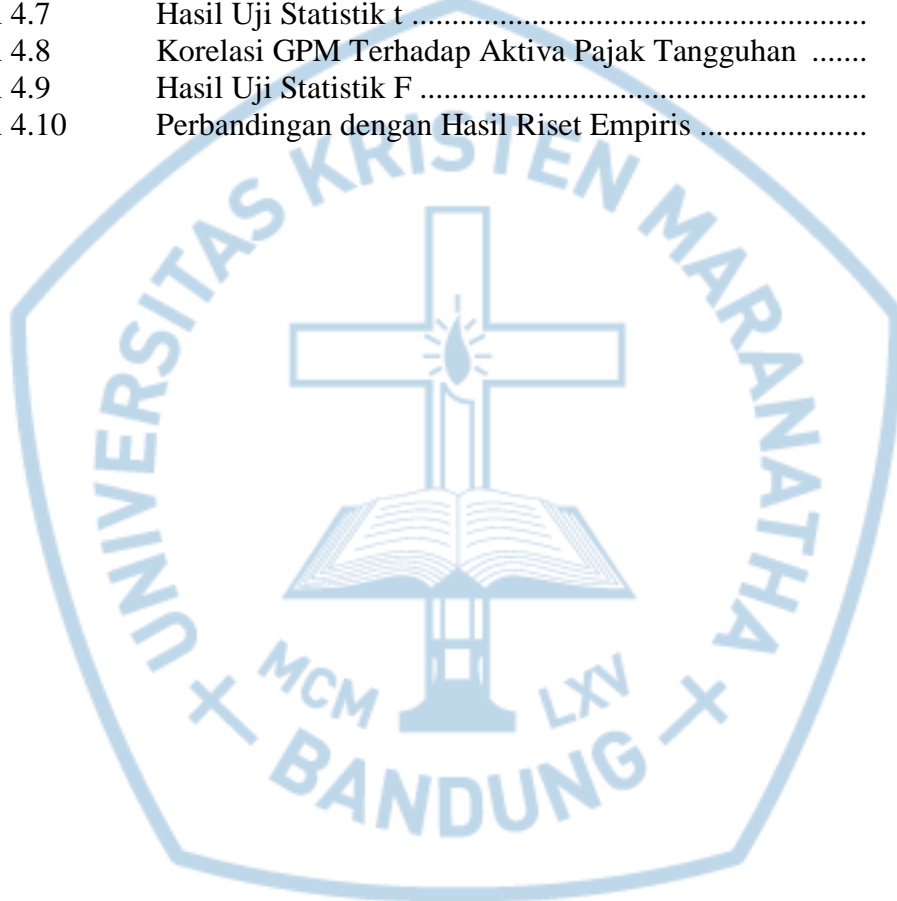 4.7 Hasil Uji Statistik t ..........................................................
4.8 Korelasi GPM Terhadap Aktiva Pajak Tangguhan .......
4.9 Hasil Uji Statistik F .........................................................
4.10 Perbandingan dengan Hasil Riset Empiris .....................
UNIVERSITAS KRISTEN MARANATHA
MCM LXV
BANDUNG